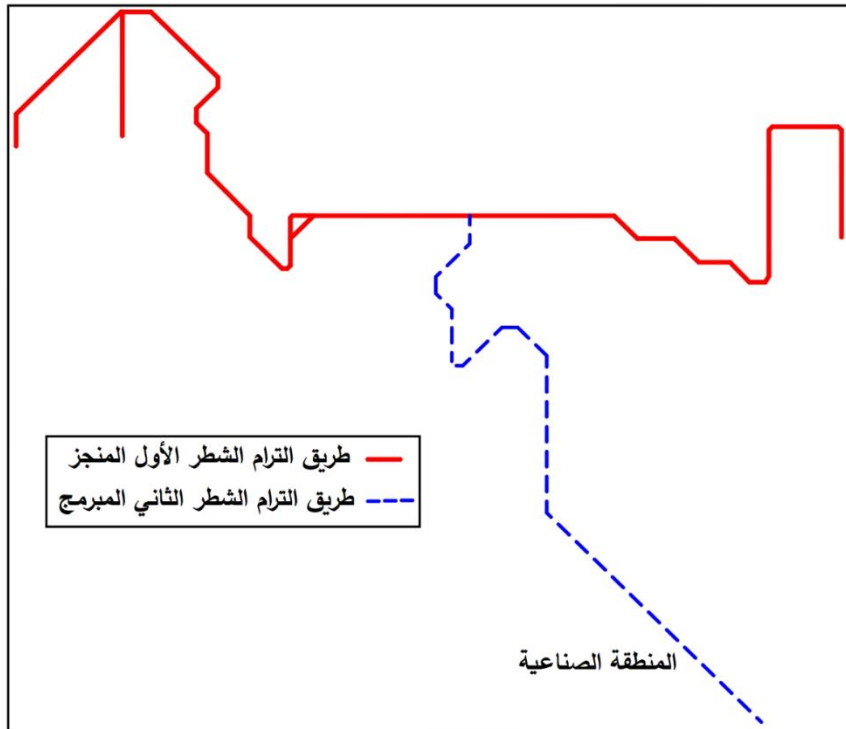 طريق الترام الشطر الأول المنجز
طريق الترام الشطر الثاني المبرمج
المنطقة الصناعية